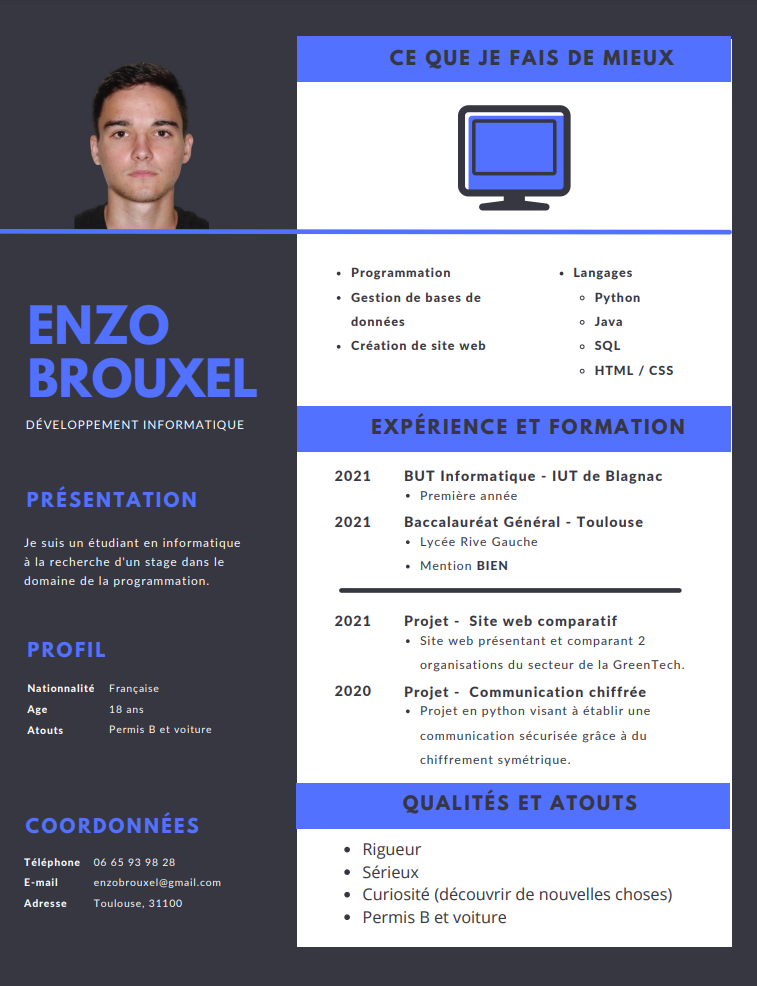 ENZO
BROUXEL
DÉVELOPPEMENT INFORMATIQUE
PRÉSENTATION
Je suis un étudiant en informatique
à la recherche d'un stage dans le
domaine de la programmation.
PROFIL
Nationnalité Française
Age 18 ans
Atouts Permis B et voiture
COORDONNÉES
Téléphone 06 65 93 98 28
E-mail enzobrouxel@gmail.com
Adresse Toulouse, 31100
CE QUE JE FAIS DE MIEUX
• Programmation
• Gestion de bases de
données
• Création de site web
• Langages
◦ Python
◦ Java
◦ SQL
◦ HTML / CSS
EXPÉRIENCE ET FORMATION
2021 BUT Informatique - IUT de Blagnac
• Première année
2021 Baccalauréat Général - Toulouse
• Lycée Rive Gauche
• Mention BIEN
2021 Projet - Site web comparatif
• Site web présentant et comparant 2
organisations du secteur de la GreenTech.
2020 Projet - Communication chiffrée
• Projet en python visant à établir une
communication sécurisée grâce à du
chiffrement symétrique.
QUALITÉS ET ATOUTS
• Rigueur
• Sérieux
• Curiosité (découvrir de nouvelles choses)
• Permis B et voiture